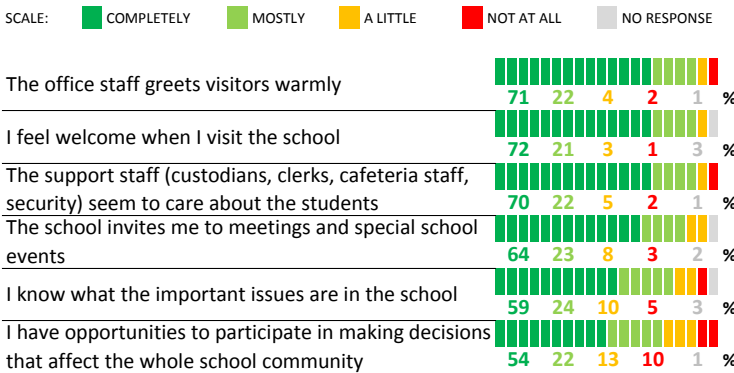 SCALE: COMPLETELY MOSTLY A LITTLE NOT AT ALL NO RESPONSE
The office staff greets visitors warmly
71 22 4 2 1 %
I feel welcome when I visit the school
72 21 3 1 3 %
The support staff (custodians, clerks, cafeteria staff,
security) seem to care about the students
70 22 5 2 1 %
The school invites me to meetings and special school
events
64 23 8 3 2 %
I know what the important issues are in the school
59 24 10 5 3 %
I have opportunities to participate in making decisions
that affect the whole school community
54 22 13 10 1 %